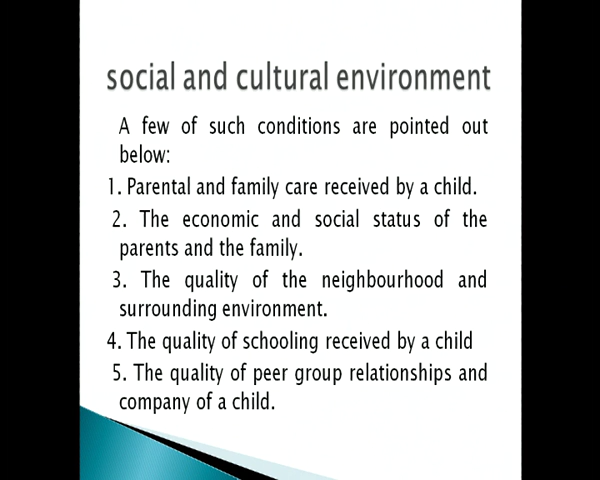 social and cultural environment
A few of such conditions are pointed out
below:
1. Parental and family care received by a child.
2. The economic and social status of the
parents and the family.
3. The quality of the neighbourhood and
surrounding environment.
4. The quality of schooling received by a child
5. The quality of peer group relationships and
company of a child.